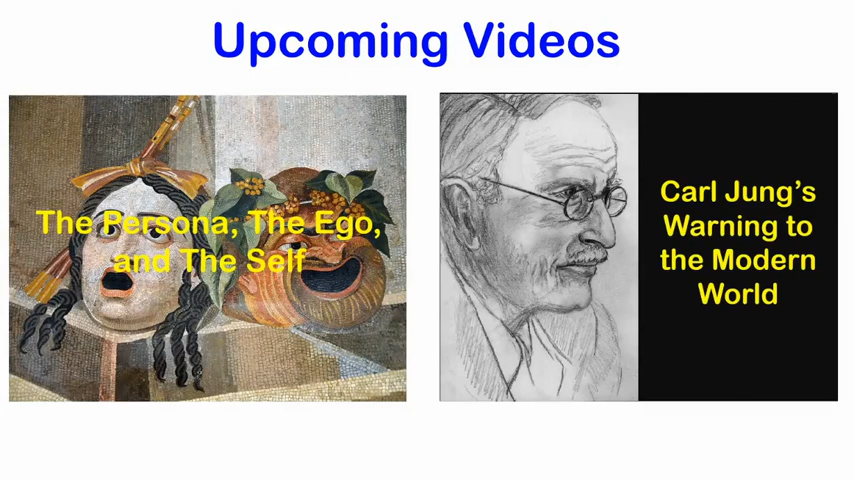 Upcoming Videos
The Persona, The Ego,
and The Self
Carl Jung's
Warning to
the Modern
World